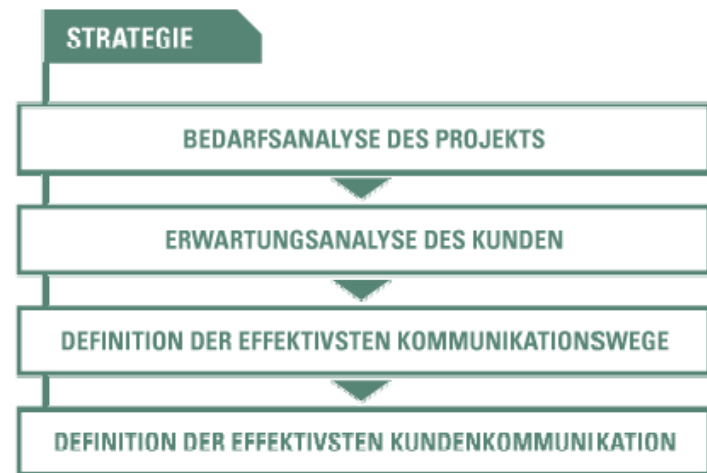 STRATEGIE
BEDARFSANALYSE DES PROJEKTS
ERWARTUNGSANALYSE DES KUNDEN
DEFINITION DER EFFEKTIVSTEN KOMMUNIKATIONSWEGE
DEFINITION DER EFFEKTIVSTEN KUNDENKOMMUNIKATION